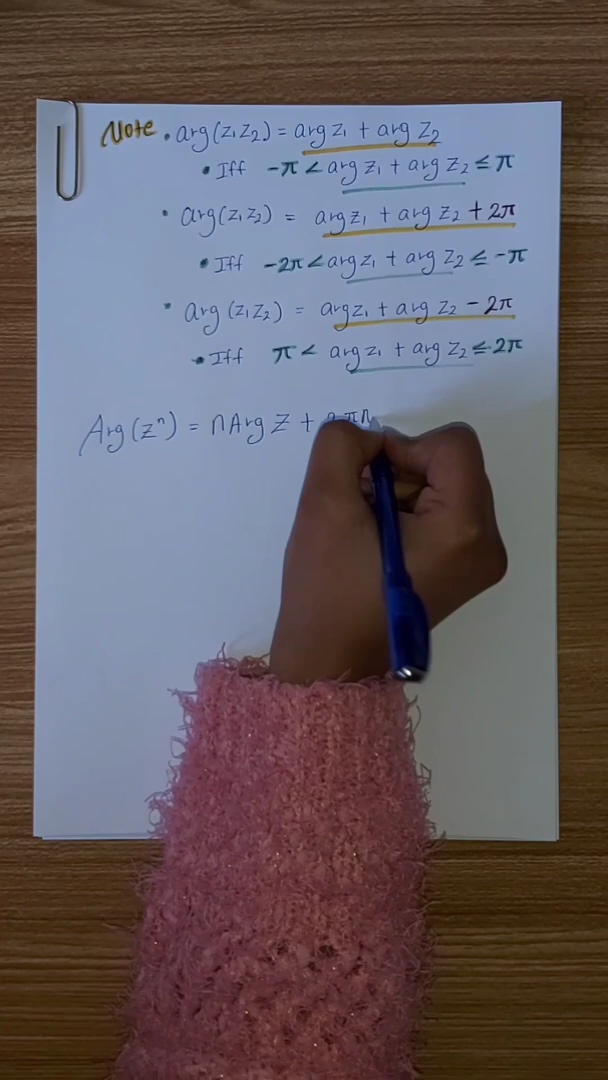 Note • arg(z₁z₂) = arg z₁ + arg z₂
• Iff -π < arg z₁ + arg z₂ ≤ π
• arg(z₁z₂) = arg z₁ + arg z₂ + 2π
• Iff -2π < arg z₁ + arg z₂ ≤ -π
• arg(z₁z₂) = arg z₁ + arg z₂ - 2π
• Iff π < arg z₁ + arg z₂ ≤ 2π
Arg(zⁿ) = n Arg z +